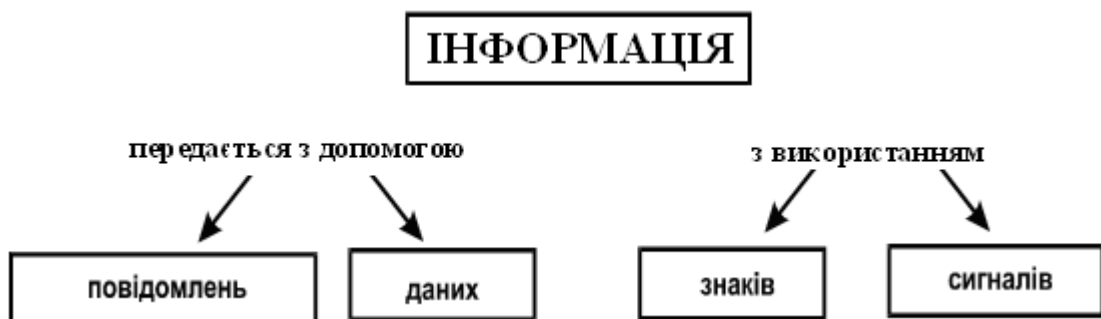 ІНФОРМАЦІЯ
передається з допомогою
з використанням
повідомлень
даних
знаків
сигналів